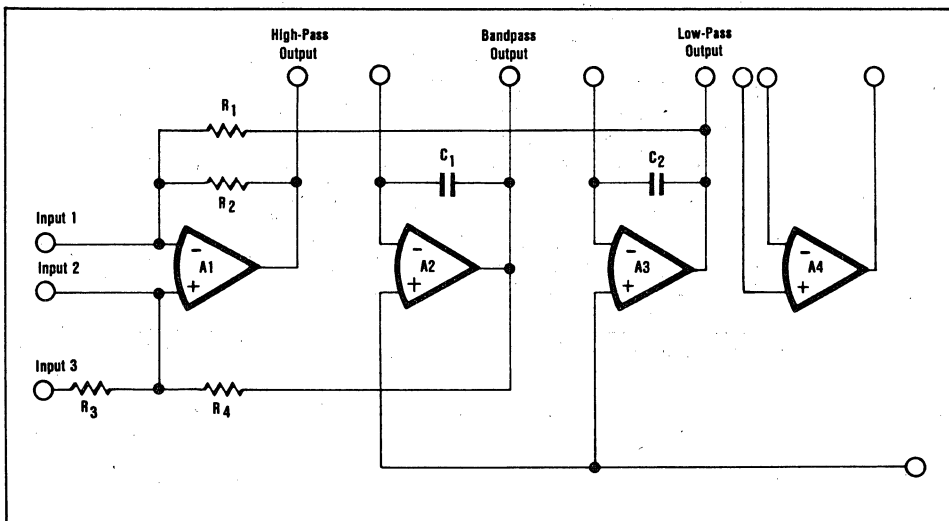 High-Pass
Output
Bandpass
Output
Low-Pass
Output
R1
C1
C2
R2
Input 1
−
A1
+
−
A2
+
−
A3
+
−
A4
+
Input 2
Input 3
R3
R4